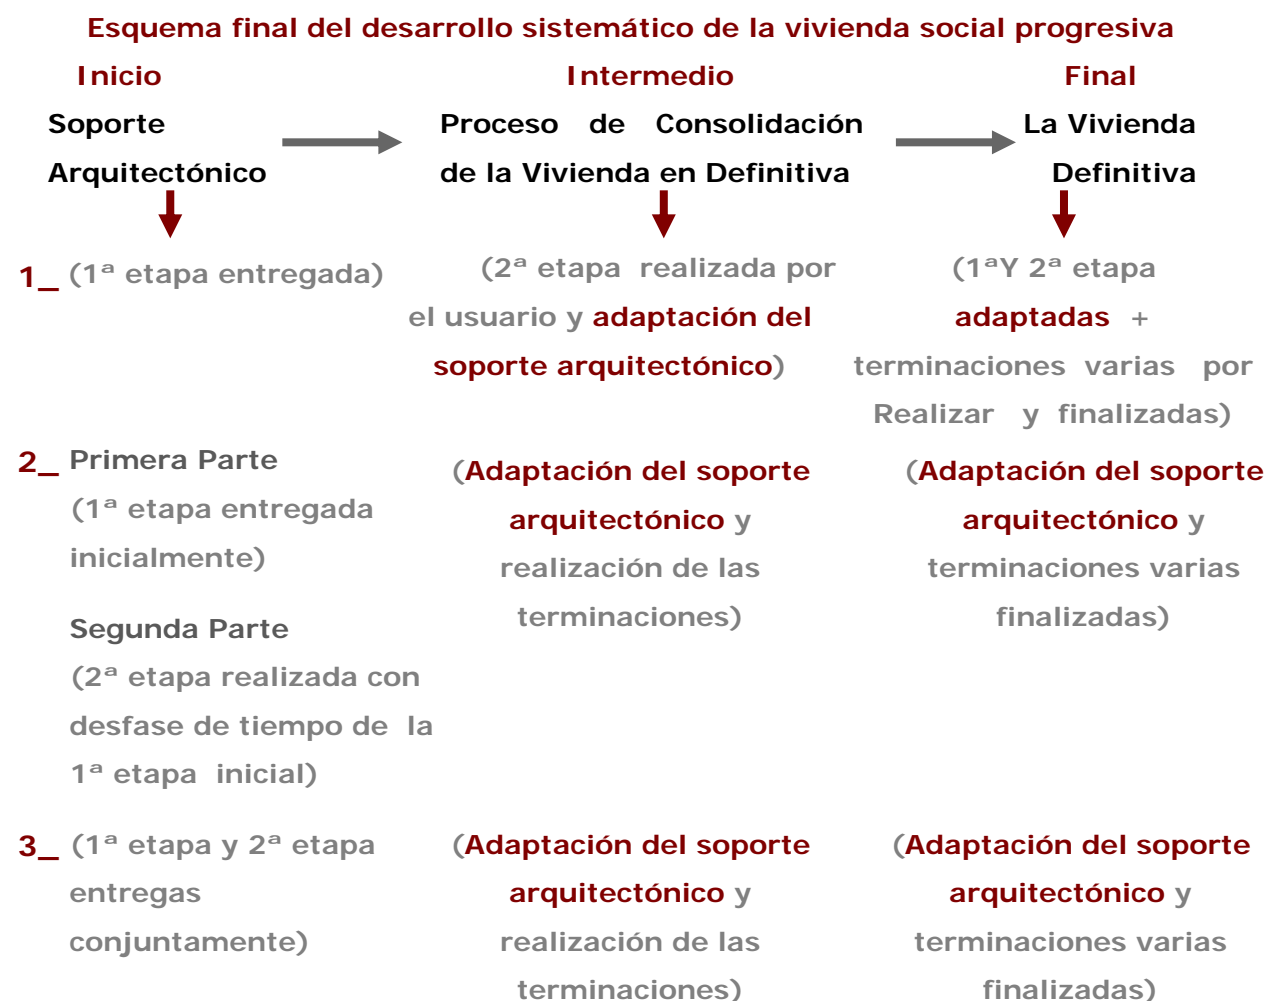 Esquema final del desarrollo sistemático de la vivienda social progresiva
Inicio
Intermedio
Final
Soporte
Arquitectónico
Proceso de Consolidación
de la Vivienda en Definitiva
La Vivienda
Definitiva
1_ (1ª etapa entregada)
(2ª etapa realizada por
el usuario y adaptación del
soporte arquitectónico)
(1ªY 2ª etapa
adaptadas +
terminaciones varias por
Realizar y finalizadas)
2_ Primera Parte
(1ª etapa entregada
inicialmente)
Segunda Parte
(2ª etapa realizada con
desfase de tiempo de la
1ª etapa inicial)
(Adaptación del soporte
arquitectónico y
realización de las
terminaciones)
(Adaptación del soporte
arquitectónico y
terminaciones varias
finalizadas)
3_ (1ª etapa y 2ª etapa
entregas
conjuntamente)
(Adaptación del soporte
arquitectónico y
realización de las
terminaciones)
(Adaptación del soporte
arquitectónico y
terminaciones varias
finalizadas)